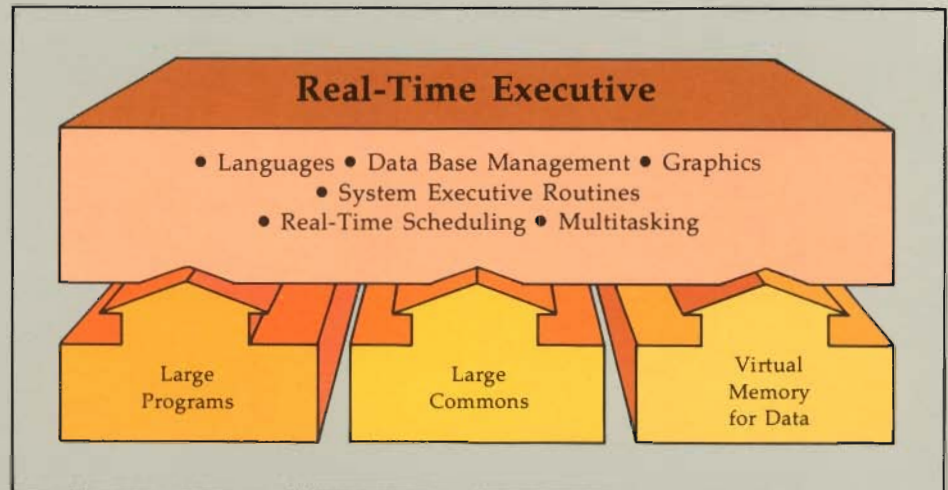 Real-Time Executive
• Languages • Data Base Management • Graphics
• System Executive Routines
• Real-Time Scheduling • Multitasking
Large
Programs
Large
Commons
Virtual
Memory
for Data